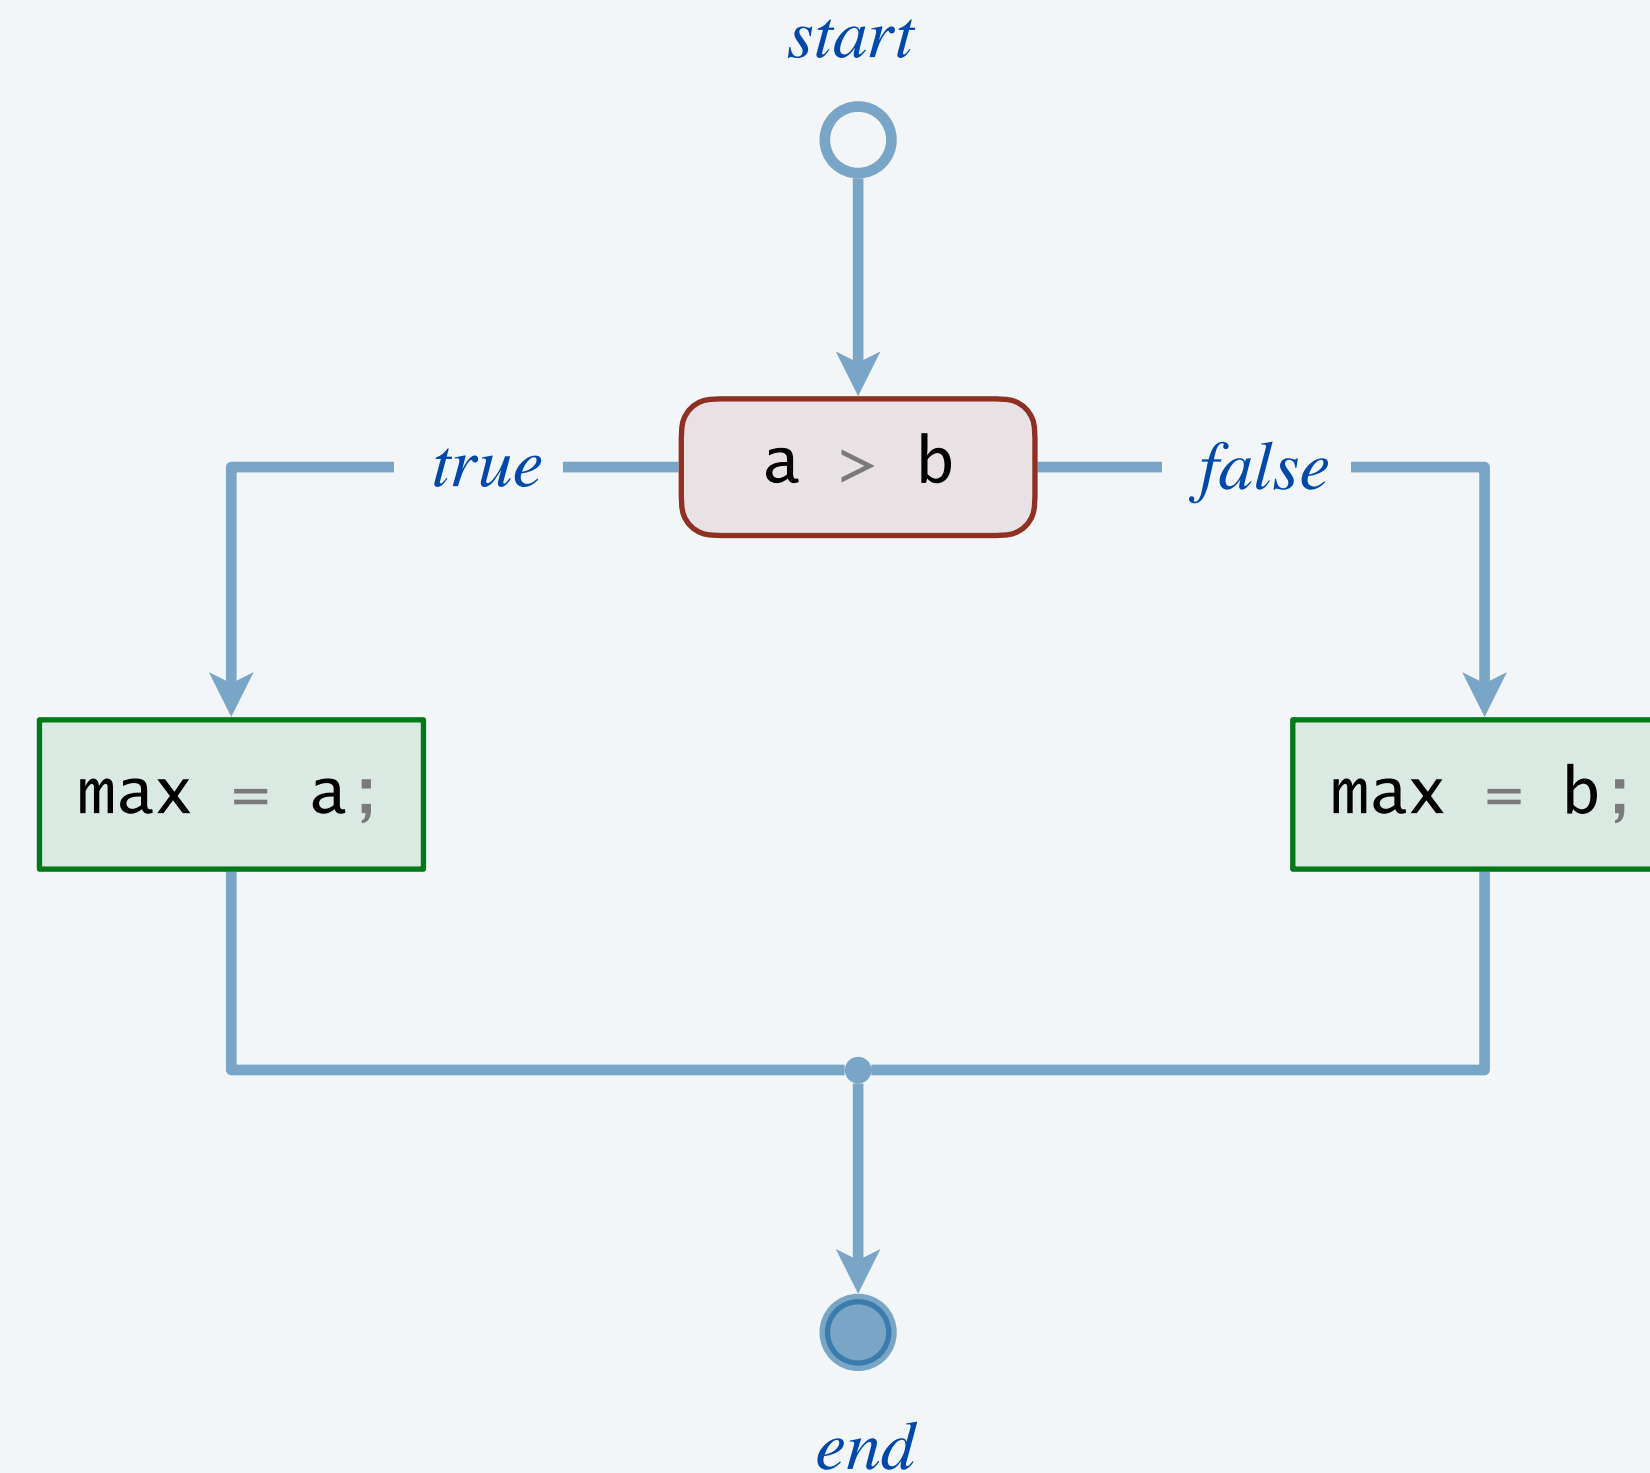 start
true
a > b
false
max = a;
max = b;
end